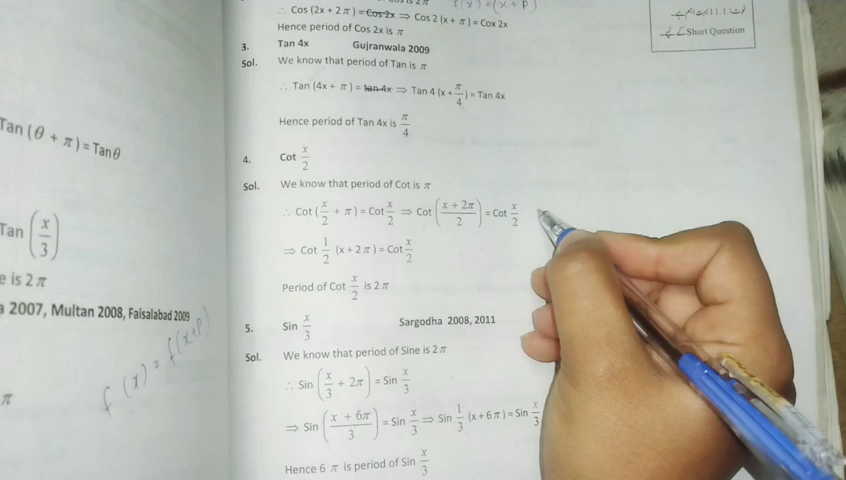 Tan (θ + π) = Tanθ
Tan (x/3)
e is 2π
a 2007, Multan 2008, Faisalabad 2009
f(x) = f(x+P)
π
f(x) = (x + P)
∴ Cos (2x + 2π) = Cos 2x ⇒ Cos 2 (x + π) = Cox 2x
Hence period of Cos 2x is π
3. Tan 4x Gujranwala 2009
Sol. We know that period of Tan is π
∴ Tan (4x + π) = tan 4x ⇒ Tan 4 (x + π/4) = Tan 4x
Hence period of Tan 4x is π/4
4. Cot x/2
Sol. We know that period of Cot is π
∴ Cot (x/2 + π) = Cot x/2 ⇒ Cot ((x + 2π)/2) = Cot x/2
⇒ Cot 1/2 (x + 2π) = Cot x/2
Period of Cot x/2 is 2π
5. Sin x/3 Sargodha 2008, 2011
Sol. We know that period of Sine is 2π
∴ Sin (x/3 + 2π) = Sin x/3
⇒ Sin ((x + 6π)/3) = Sin x/3 ⇒ Sin 1/3 (x + 6π) = Sin x/3
Hence 6 π is period of Sin x/3
Short Question کے لیے